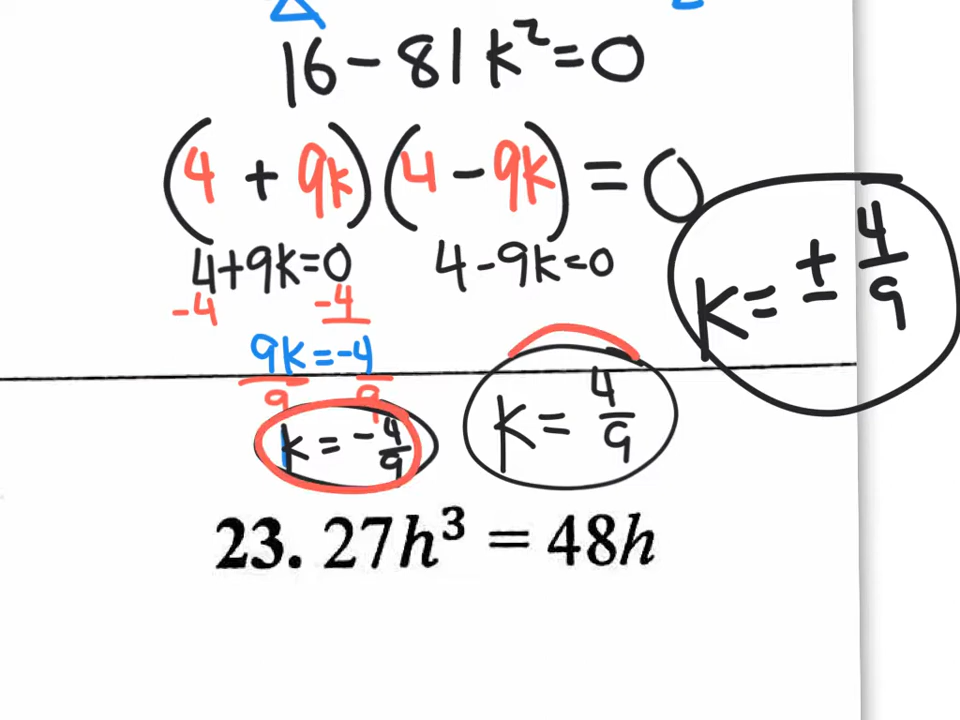 16 - 81k² = 0
(4 + 9k)(4 - 9k) = 0
4+9k=0 4-9k=0
-4 -4
k = ± 4/9
9k = -4
9 9
k = -4/9 k = 4/9
23. 27h³ = 48h